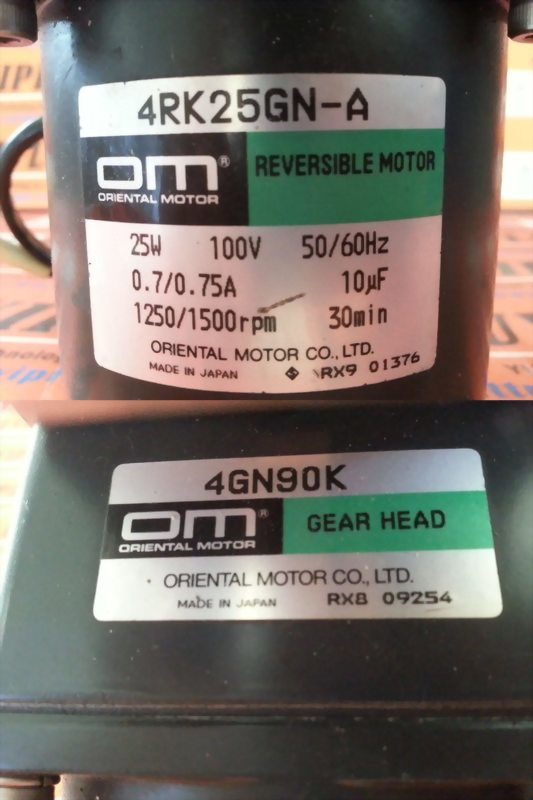 4RK25GN-A
om® REVERSIBLE MOTOR
ORIENTAL MOTOR
25W 100V 50/60Hz
0.7/0.75A 10µF
1250/1500rpm 30min
ORIENTAL MOTOR CO., LTD.
MADE IN JAPAN S RX9 01376
4GN90K
om® GEAR HEAD
ORIENTAL MOTOR
ORIENTAL MOTOR CO., LTD.
MADE IN JAPAN RX8 09254